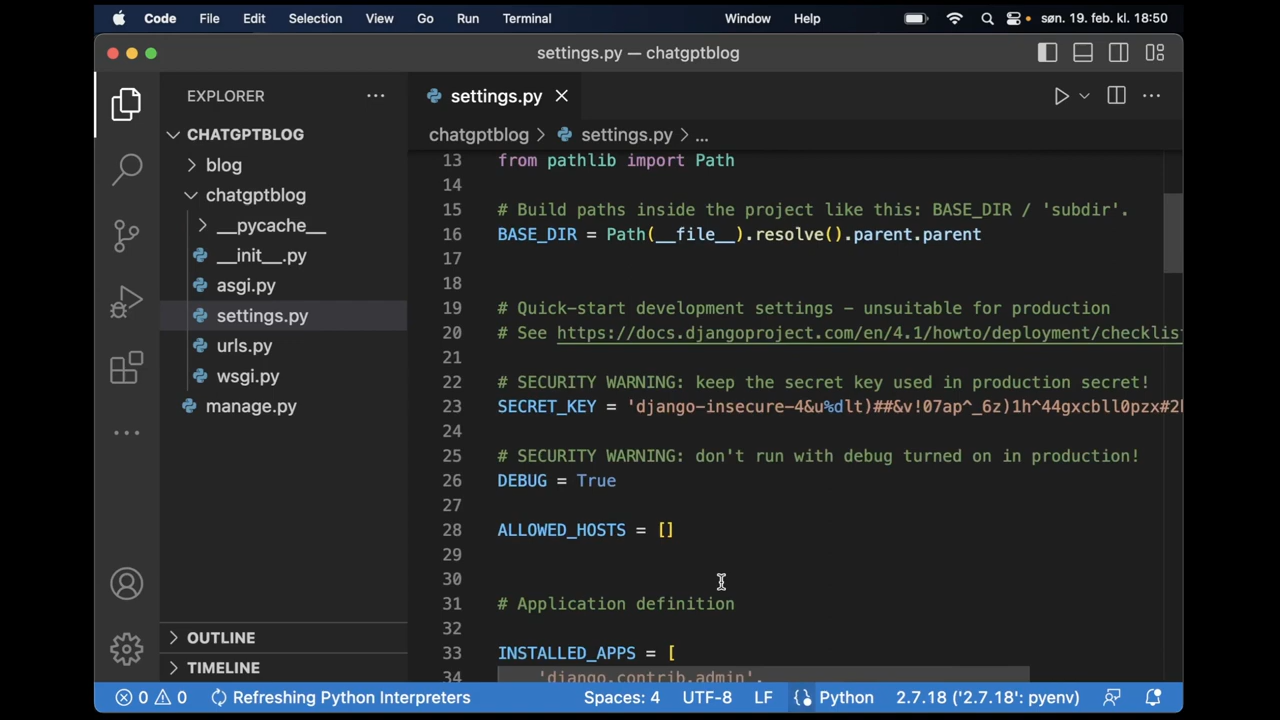 Code File Edit Selection View Go Run Terminal Window Help søn. 19. feb. kl. 18:50
settings.py — chatgptblog
EXPLORER
settings.py
CHATGPTBLOG
chatgptblog > settings.py > ...
blog
chatgptblog
__pycache__
__init__.py
asgi.py
settings.py
urls.py
wsgi.py
manage.py
OUTLINE
TIMELINE
13 from pathlib import Path
14
15 # Build paths inside the project like this: BASE_DIR / 'subdir'.
16 BASE_DIR = Path(__file__).resolve().parent.parent
17
18
19 # Quick-start development settings - unsuitable for production
20 # See https://docs.djangoproject.com/en/4.1/howto/deployment/checklist
21
22 # SECURITY WARNING: keep the secret key used in production secret!
23 SECRET_KEY = 'django-insecure-4&u%dlt)##&v!07ap^_6z)1h^44gxcbll0pzx#2
24
25 # SECURITY WARNING: don't run with debug turned on in production!
26 DEBUG = True
27
28 ALLOWED_HOSTS = []
29
30
31 # Application definition
32
33 INSTALLED_APPS = [
34 'django.contrib.admin',
0 0 Refreshing Python Interpreters Spaces: 4 UTF-8 LF Python 2.7.18 ('2.7.18': pyenv)